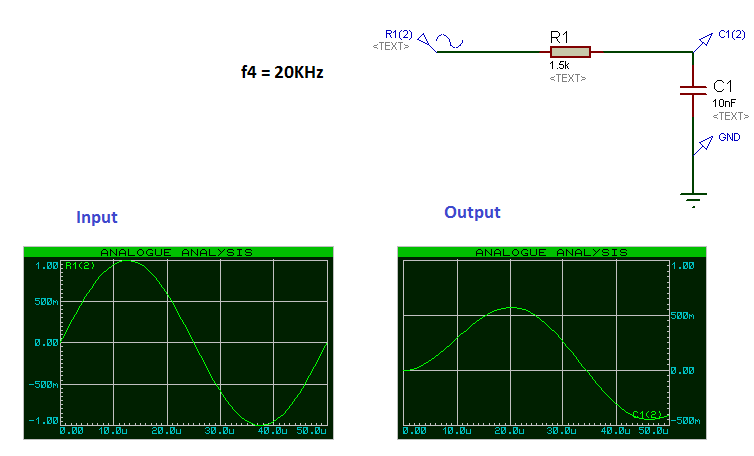 R1(2)
<TEXT>
R1
1.5k
<TEXT>
C1(2)
f4 = 20KHz
C1
10nF
<TEXT>
GND
Input
Output
ANALOGUE ANALYSIS
R1(2)
1.00
500m
0.00
-500m
-1.00
0.00 10.0u 20.0u 30.0u 40.0u 50.0u
ANALOGUE ANALYSIS
1.00
500m
0.00
-500m
C1(2)
0.00 10.0u 20.0u 30.0u 40.0u 50.0u